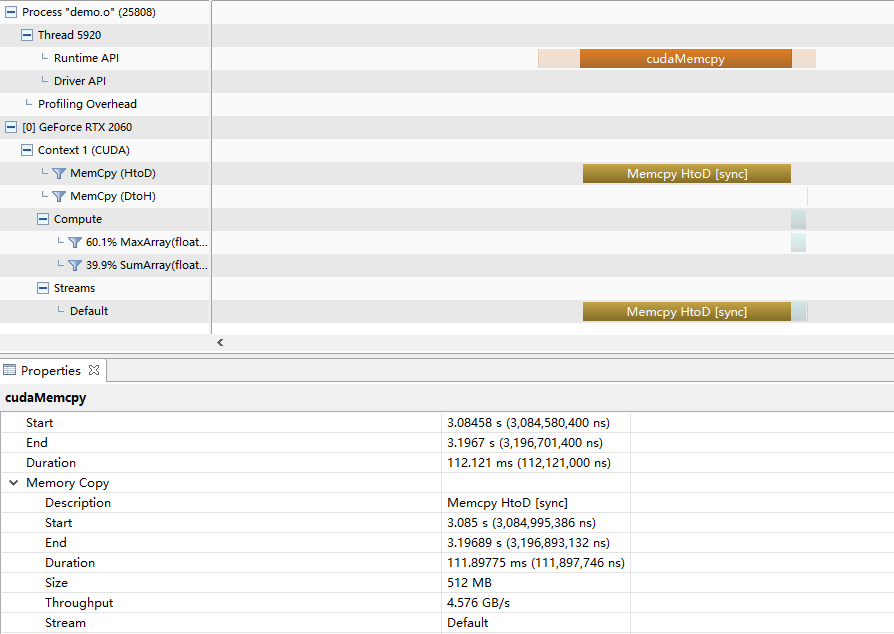 Process "demo.o" (25808)
Thread 5920
Runtime API
cudaMemcpy
Driver API
Profiling Overhead
[0] GeForce RTX 2060
Context 1 (CUDA)
MemCpy (HtoD)
Memcpy HtoD [sync]
MemCpy (DtoH)
Compute
60.1% MaxArray(float...
39.9% SumArray(float...
Streams
Default
Memcpy HtoD [sync]
Properties
cudaMemcpy
Start 3.08458 s (3,084,580,400 ns)
End 3.1967 s (3,196,701,400 ns)
Duration 112.121 ms (112,121,000 ns)
Memory Copy
Description Memcpy HtoD [sync]
Start 3.085 s (3,084,995,386 ns)
End 3.19689 s (3,196,893,132 ns)
Duration 111.89775 ms (111,897,746 ns)
Size 512 MB
Throughput 4.576 GB/s
Stream Default